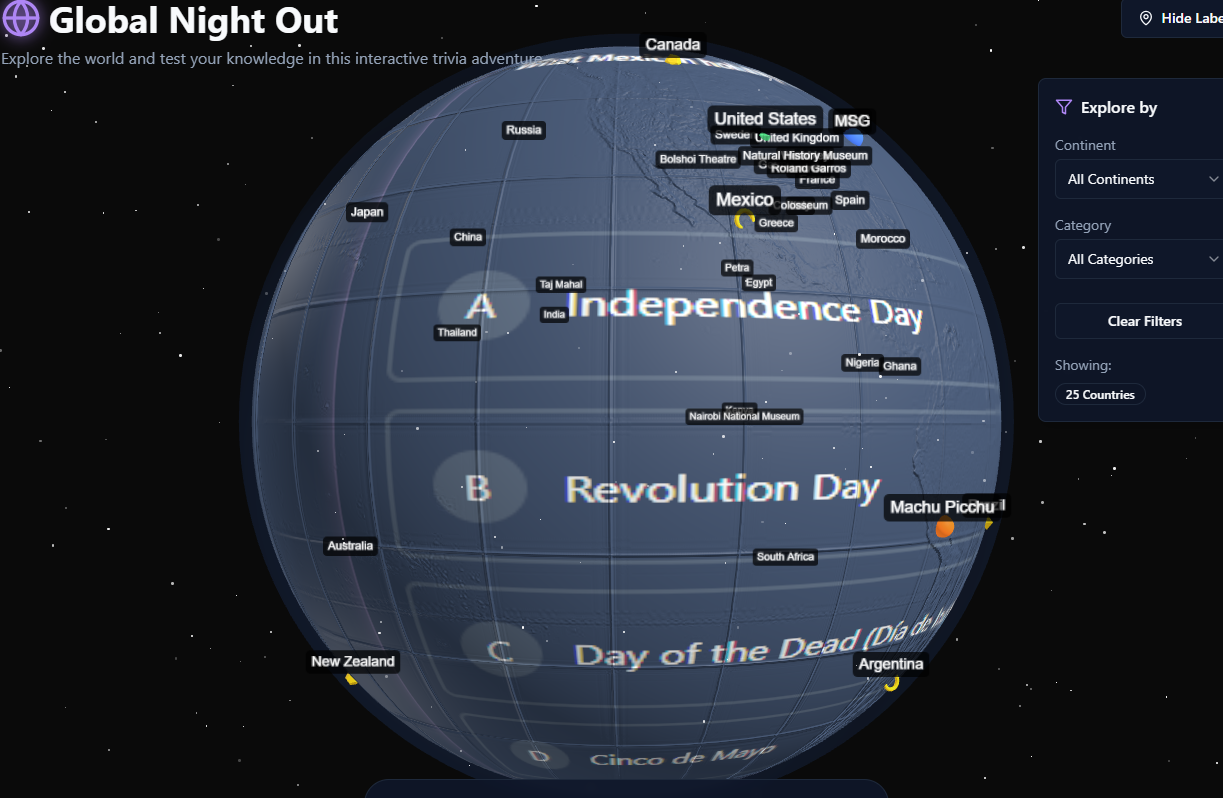 Global Night Out
Explore the world and test your knowledge in this interactive trivia adventure.
Hide
Canada
What Mexican
United States
MSG
Russia
United Kingdom
Bolshoi Theatre
Natural History Museum
Roland Garros
France
Mexico
Colosseum
Spain
Japan
Greece
China
Morocco
Petra
Egypt
Taj Mahal
India
A
Independence Day
Thailand
Nigeria
Ghana
Nairobi National Museum
B
Revolution Day
Machu Picchu
Australia
South Africa
C
Day of the Dead (Día de
New Zealand
Argentina
D
Cinco de Mayo
Explore by
Continent
All Continents
Category
All Categories
Clear Filters
Showing:
25 Countries